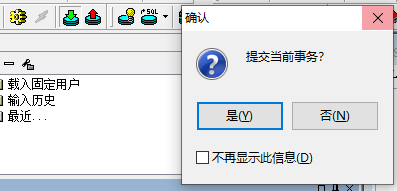 SQL
确认
提交当前事务?
载入固定用户
输入历史
最近...
是(Y)
否(N)
不再显示此信息(D)